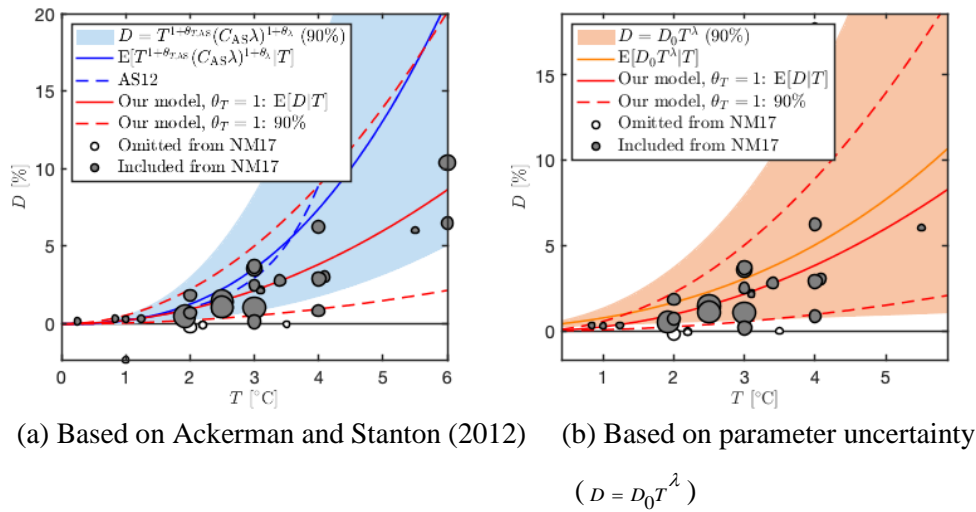 D = T^{1+θ_{T,AS}}(C_{AS}λ)^{1+θ_λ} (90%)
E[T^{1+θ_{T,AS}}(C_{AS}λ)^{1+θ_λ}|T]
AS12
Our model, θ_T = 1: E[D|T]
Our model, θ_T = 1: 90%
Omitted from NM17
Included from NM17
20
15
10
5
0
D [%]
0 1 2 3 4 5 6
T [°C]
D = D_0T^λ (90%)
E[D_0T^λ|T]
Our model, θ_T = 1: E[D|T]
Our model, θ_T = 1: 90%
Omitted from NM17
Included from NM17
15
10
5
0
D [%]
1 2 3 4 5
T [°C]
(a) Based on Ackerman and Stanton (2012)
(b) Based on parameter uncertainty
( D = D_0T^λ )